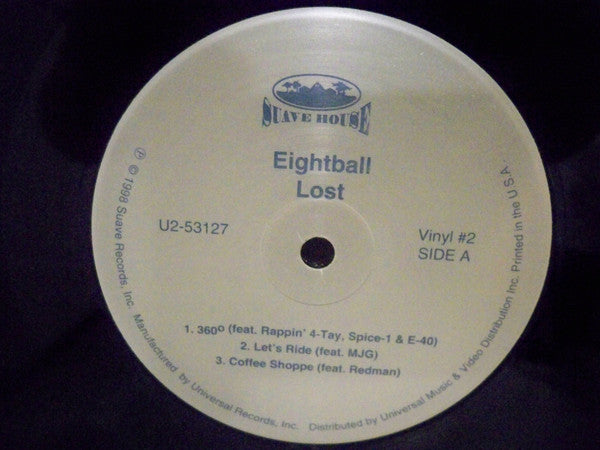 SUAVE HOUSE
Eightball
Lost
U2-53127
Vinyl #2
SIDE A
1. 360º (feat. Rappin' 4-Tay, Spice-1 & E-40)
2. Let's Ride (feat. MJG)
3. Coffee Shoppe (feat. Redman)
℗ © 1998 Suave Records, Inc. Manufactured by Universal Records, Inc. Distributed by Universal Music & Video Distribution Inc. Printed in the U.S.A.